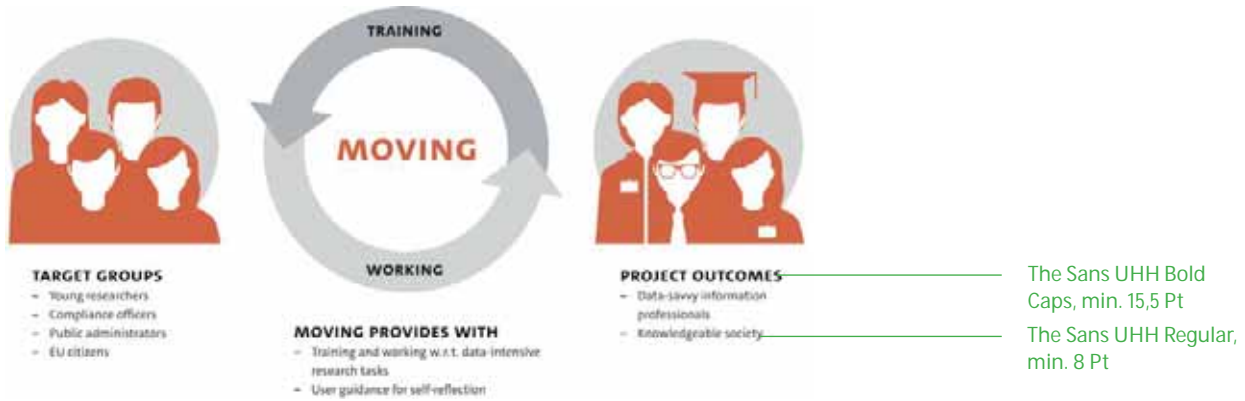 TRAINING
MOVING
WORKING
TARGET GROUPS
– Young researchers
– Compliance officers
– Public administrators
– EU citizens
MOVING PROVIDES WITH
– Training and working w.r.t. data-intensive
research tasks
– User guidance for self-reflection
PROJECT OUTCOMES
– Data-savvy information
professionals
– Knowledgeable society
The Sans UHH Bold
Caps, min. 15,5 Pt
The Sans UHH Regular,
min. 8 Pt